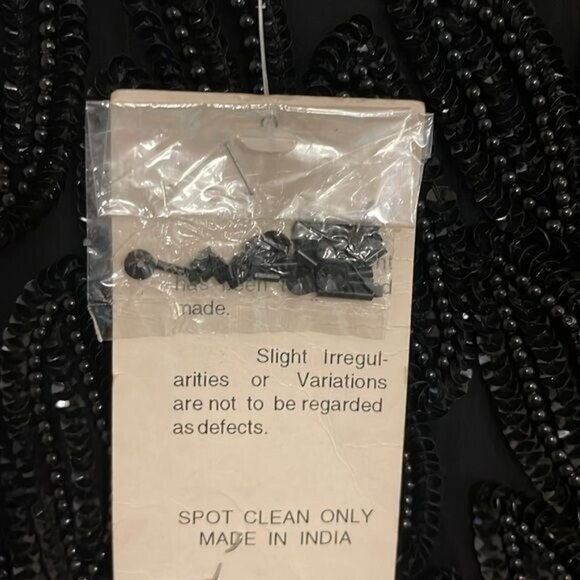 made.
Slight Irregul-
arities or Variations
are not to be regarded
as defects.
SPOT CLEAN ONLY
MADE IN INDIA